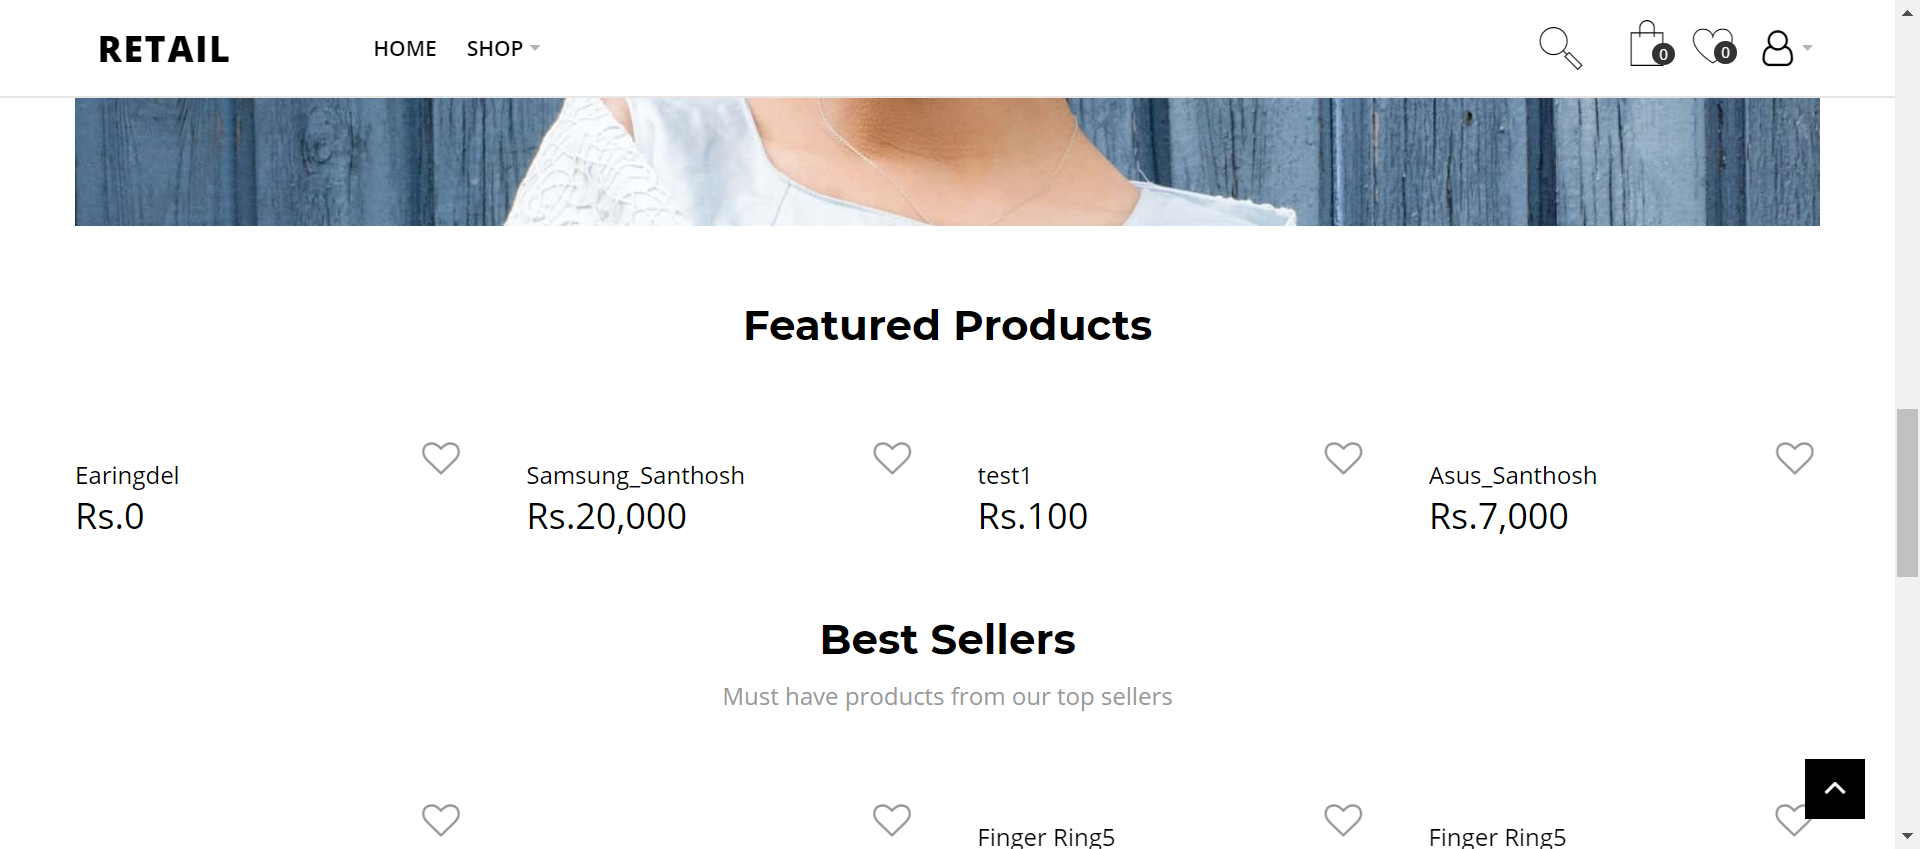 RETAIL
HOME SHOP
0 0
Featured Products
Earingdel Samsung_Santhosh test1 Asus_Santhosh
Rs.0 Rs.20,000 Rs.100 Rs.7,000
Best Sellers
Must have products from our top sellers
Finger Ring5 Finger Ring5